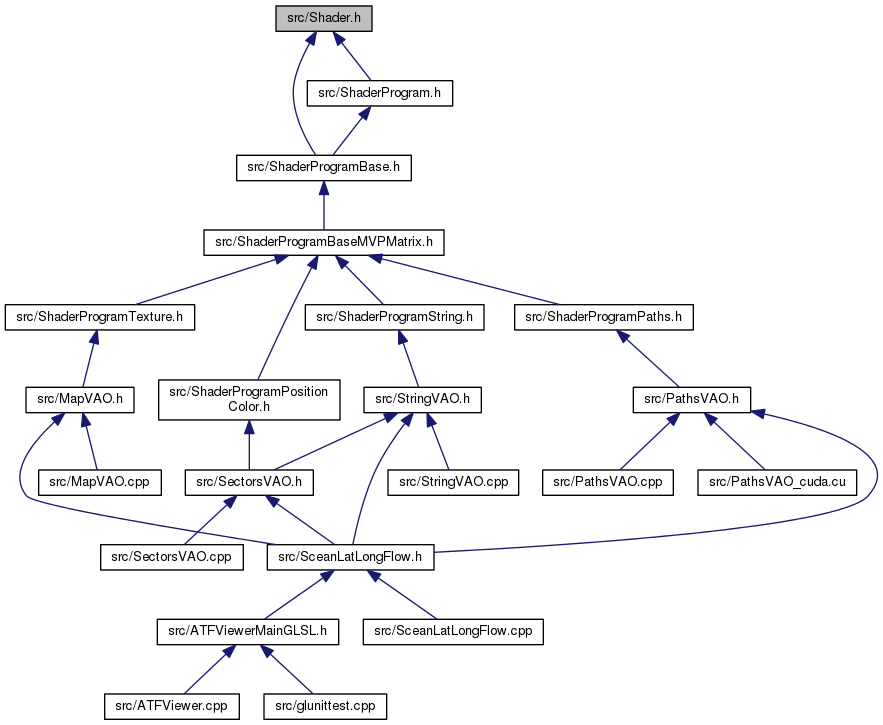 src/Shader.h
src/ShaderProgram.h
src/ShaderProgramBase.h
src/ShaderProgramBaseMVPMatrix.h
src/ShaderProgramTexture.h
src/ShaderProgramString.h
src/ShaderProgramPaths.h
src/MapVAO.h
src/ShaderProgramPosition
Color.h
src/StringVAO.h
src/PathsVAO.h
src/MapVAO.cpp
src/SectorsVAO.h
src/StringVAO.cpp
src/PathsVAO.cpp
src/PathsVAO_cuda.cu
src/SectorsVAO.cpp
src/SceanLatLongFlow.h
src/ATFViewerMainGLSL.h
src/SceanLatLongFlow.cpp
src/ATFViewer.cpp
src/glunittest.cpp